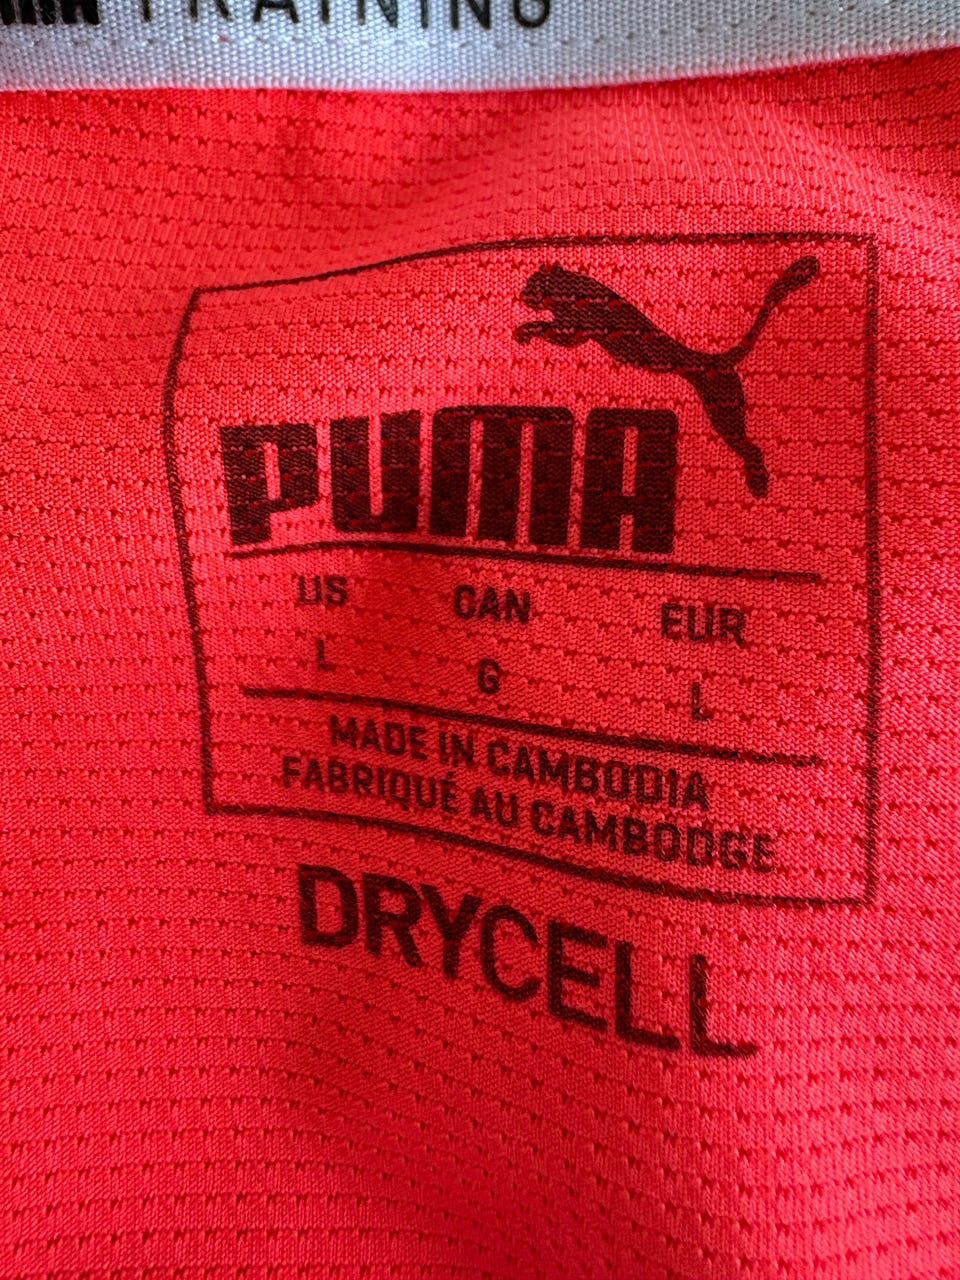 TRAINING
PUMA
US CAN EUR
L G L
MADE IN CAMBODIA
FABRIQUÉ AU CAMBODGE
DRYCELL